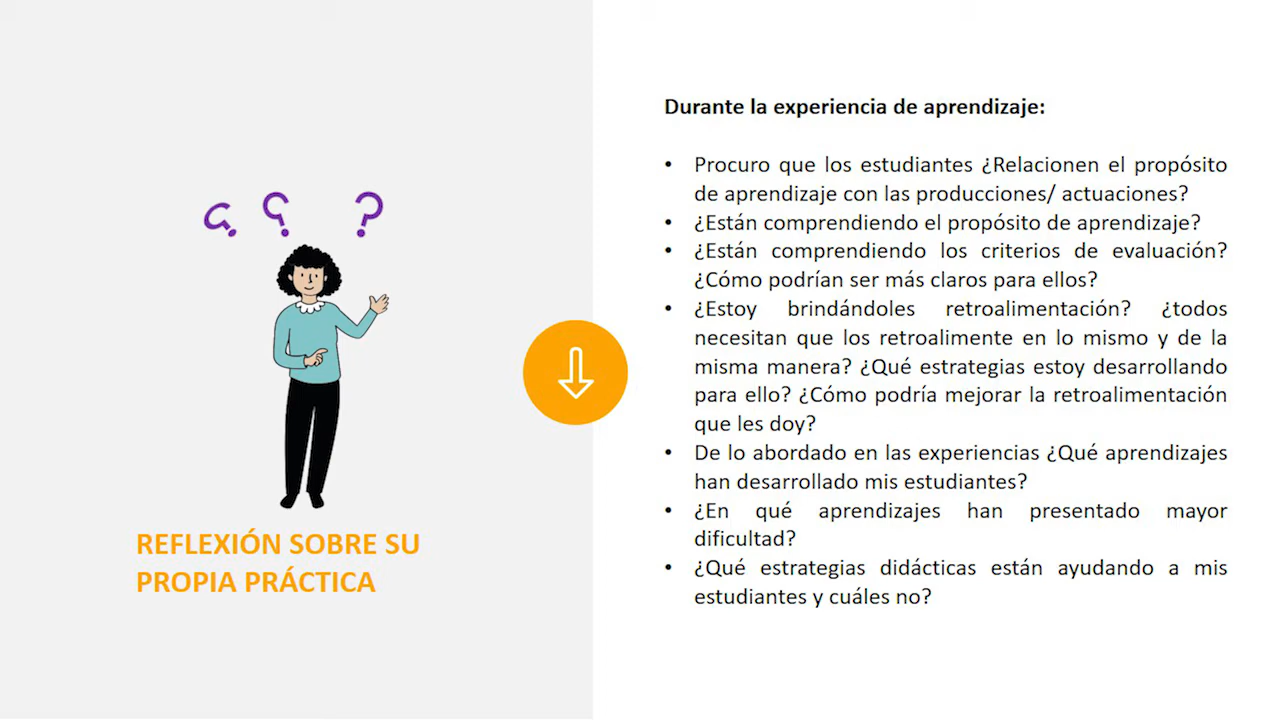 REFLEXIÓN SOBRE SU
PROPIA PRÁCTICA
Durante la experiencia de aprendizaje:
• Procuro que los estudiantes ¿Relacionen el propósito
de aprendizaje con las producciones/ actuaciones?
• ¿Están comprendiendo el propósito de aprendizaje?
• ¿Están comprendiendo los criterios de evaluación?
¿Cómo podrían ser más claros para ellos?
• ¿Estoy brindándoles retroalimentación? ¿todos
necesitan que los retroalimente en lo mismo y de la
misma manera? ¿Qué estrategias estoy desarrollando
para ello? ¿Cómo podría mejorar la retroalimentación
que les doy?
• De lo abordado en las experiencias ¿Qué aprendizajes
han desarrollado mis estudiantes?
• ¿En qué aprendizajes han presentado mayor
dificultad?
• ¿Qué estrategias didácticas están ayudando a mis
estudiantes y cuáles no?